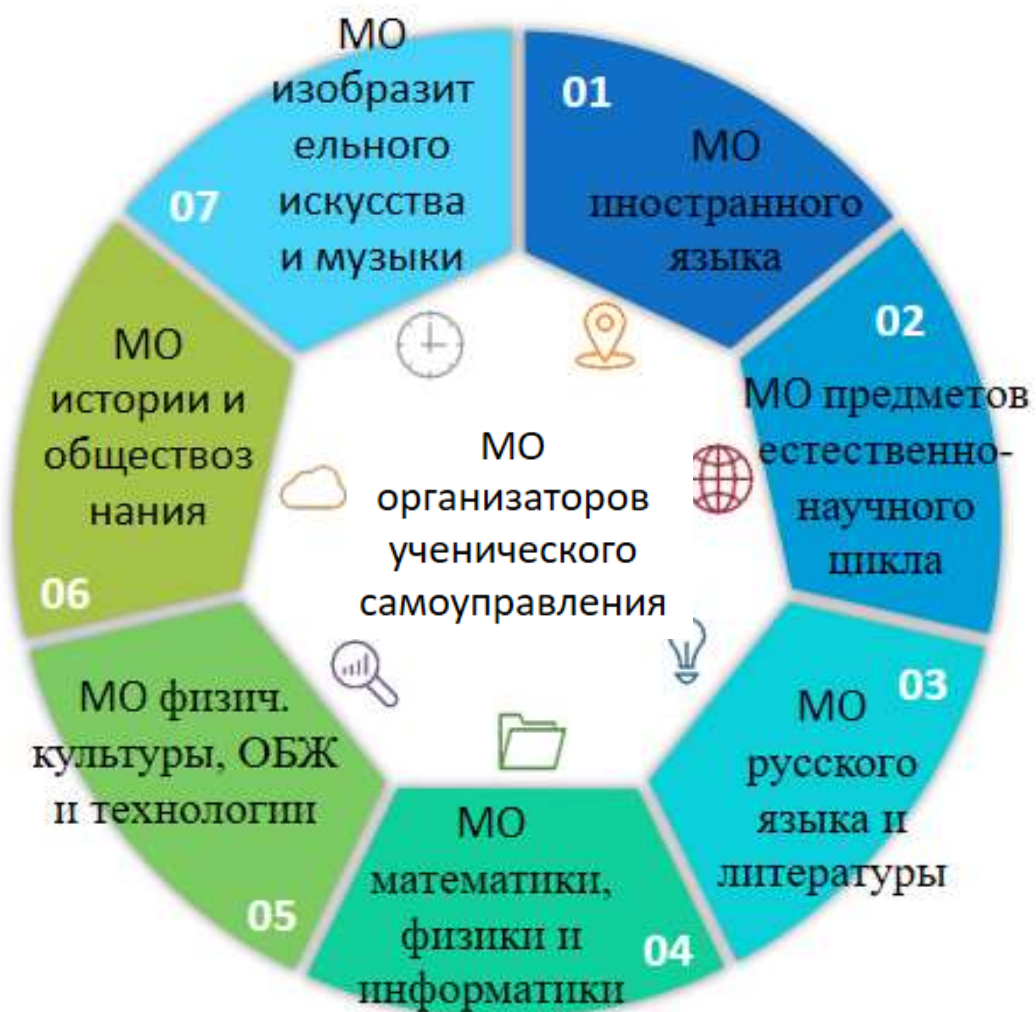 01
МО
иностранного
языка
02
МО предметов
естественно-
научного
цикла
03
МО
русского
языка и
литературы
04
МО
математики,
физики и
информатики
05
МО физич.
культуры, ОБЖ
и технологии
06
МО
истории и
обществоз
нания
07
МО
изобразит
ельного
искусства
и музыки
МО
организаторов
ученического
самоуправления